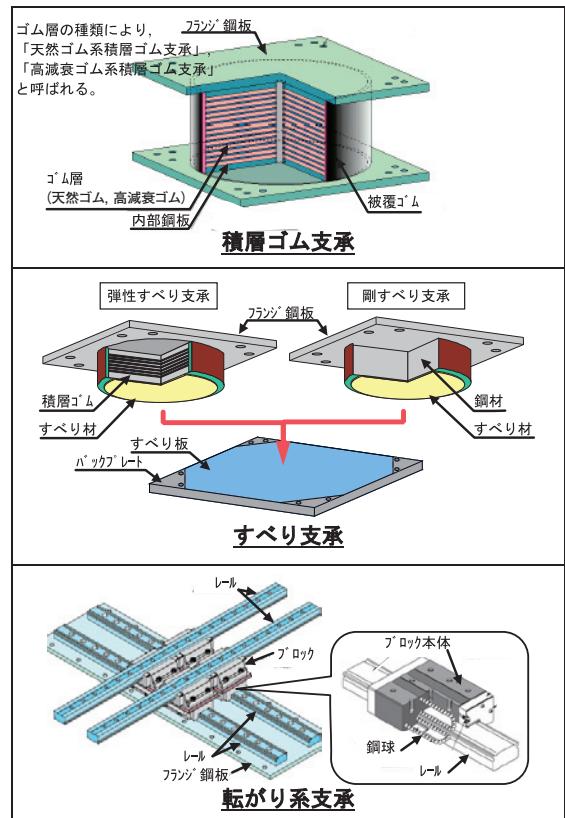 ゴム層の種類により,
「天然ゴム系積層ゴム支承」,
「高減衰ゴム系積層ゴム支承」
と呼ばれる。
フランジ鋼板
ゴム層
(天然ゴム, 高減衰ゴム)
内部鋼板
被覆ゴム
積層ゴム支承
弾性すべり支承
剛すべり支承
フランジ鋼板
積層ゴム
すべり材
鋼材
すべり材
すべり板
バックプレート
すべり支承
レール
ブロック
ブロック本体
鋼球
レール
レール
フランジ鋼板
転がり系支承